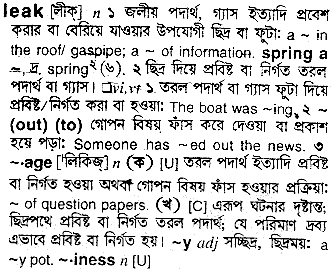 leak [লীক্] n ১ জলীয় পদার্থ, গ্যাস ইত্যাদি প্রবেশ
করার বা বেরিয়ে যাওয়ার উপযোগী ছিদ্র বা ফুটা: a ~ in
the roof/ gaspipe; a ~ of information. spring a
~, দ্র, spring² (৬). ২ ছিদ্র দিয়ে প্রবিষ্ট বা নির্গত তরল
পদার্থ বা গ্যাস। □vi,vt ১ তরল পদার্থ বা গ্যাস ফুটা দিয়ে
প্রবিষ্ট/নির্গত করা বা হওয়া: The boat was ~ing. ২ ~
(out) (to) গোপন বিষয় ফাঁস করে দেওয়া বা প্রকাশ
হয়ে পড়া: Someone has ~ed out the news. ৩
~·age [লিকিজ্] n (ক) [U] তরল পদার্থ ইত্যাদি প্রবিষ্ট
বা নির্গত হওয়া অথবা গোপন বিষয় ফাঁস হওয়ার প্রক্রিয়া:
~ of question papers. (খ) [C] এরূপ ঘটনার দৃষ্টান্ত;
ছিদ্রপথে প্রবিষ্ট বা নির্গত তরল পদার্থ; যে পরিমাণ দ্রব্য
এভাবে প্রবিষ্ট বা নির্গত হয়। ~y adj সচ্ছিদ্র, ছিদ্রময়: a
~y pot. ~·iness n [U]